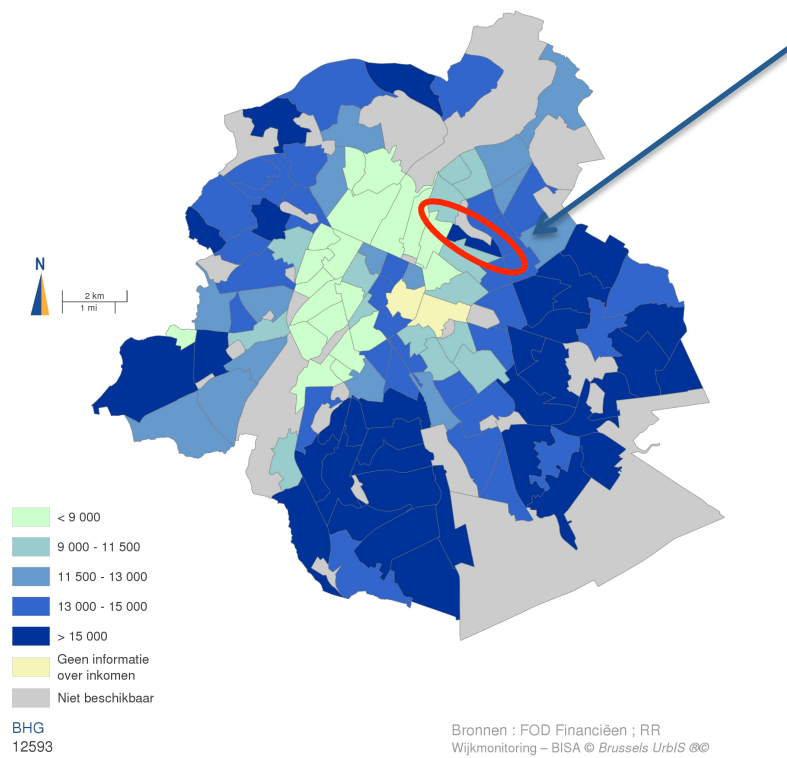 N
2 km
1 mi
< 9 000
9 000 - 11 500
11 500 - 13 000
13 000 - 15 000
> 15 000
Geen informatie
over inkomen
Niet beschikbaar
BHG
12593
Bronnen : FOD Financiëen ; RR
Wijkmonitoring – BISA © Brussels UrbIS ®©